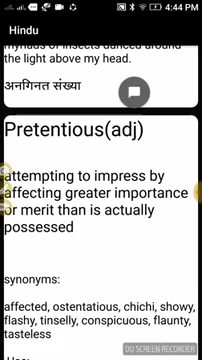 4:44 PM
Hindu
myriads of insects danced around
the light above my head.
अनगिनत संख्या
Pretentious(adj)
attempting to impress by
affecting greater importance
or merit than is actually
possessed
synonyms:
affected, ostentatious, chichi, showy,
flashy, tinselly, conspicuous, flaunty,
tasteless
DU SCREEN RECORDER